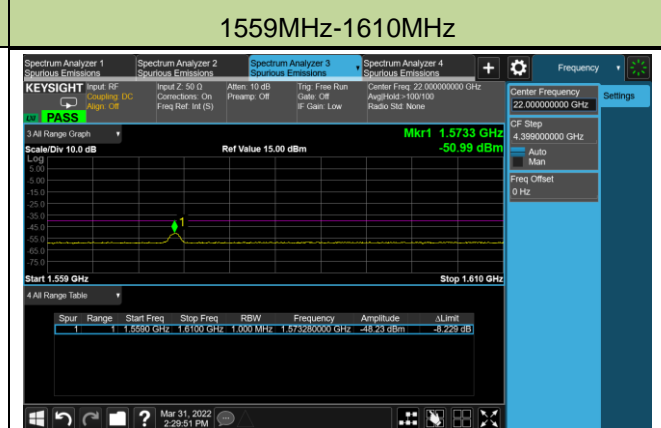 1559MHz-1610MHz
Spectrum Analyzer 1
Spurious Emissions
Spectrum Analyzer 2
Spurious Emissions
Spectrum Analyzer 3
Spurious Emissions
Spectrum Analyzer 4
Spurious Emissions
Frequency
KEYSIGHT
Input: RF
Coupling: DC
Align: Off
Input Z: 50 Ω
Corrections: On
Freq Ref: Int (S)
Atten: 10 dB
Preamp: Off
Trig: Free Run
Gate: Off
IF Gain: Low
Center Freq: 22.000000000 GHz
Avg|Hold:>100/100
Radio Std: None
LM PASS
Center Frequency
22.000000000 GHz
Settings
CF Step
4.399000000 GHz
Auto
Man
Freq Offset
0 Hz
3 All Range Graph
Mkr1 1.5733 GHz
Scale/Div 10.0 dB Ref Value 15.00 dBm -50.99 dBm
Log
5.00
-5.00
-15.0
-25.0
-35.0
-45.0
-55.0
-65.0
-75.0
1
Start 1.559 GHz Stop 1.610 GHz
4 All Range Table
Spur Range Start Freq Stop Freq RBW Frequency Amplitude ΔLimit
1 1 1.5590 GHz 1.6100 GHz 1.000 MHz 1.573280000 GHz -48.23 dBm -8.229 dB
Mar 31, 2022
2:29:51 PM